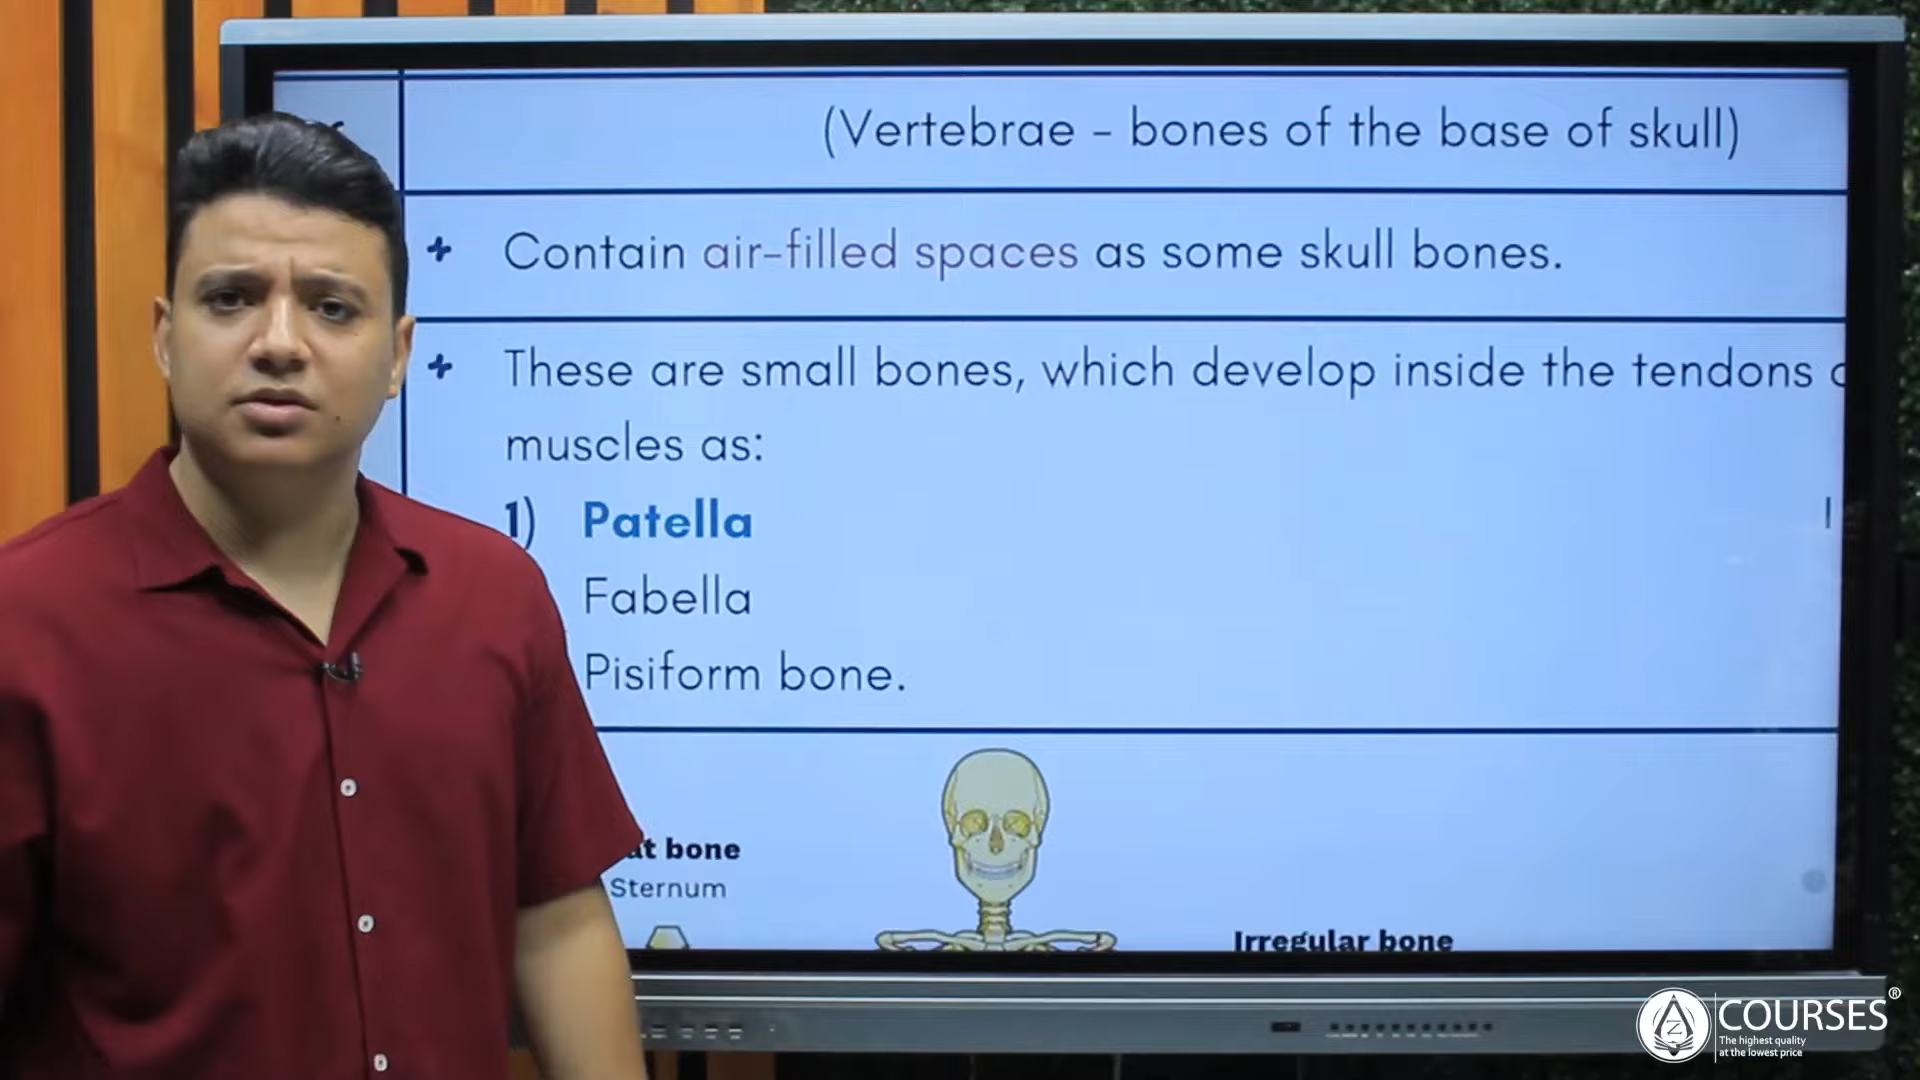 (Vertebrae - bones of the base of skull)
+ Contain air-filled spaces as some skull bones.
+ These are small bones, which develop inside the tendons
muscles as:
1) Patella
Fabella
Pisiform bone.
bone
Sternum
Irregular bone
COURSES®
The highest quality
at the lowest price